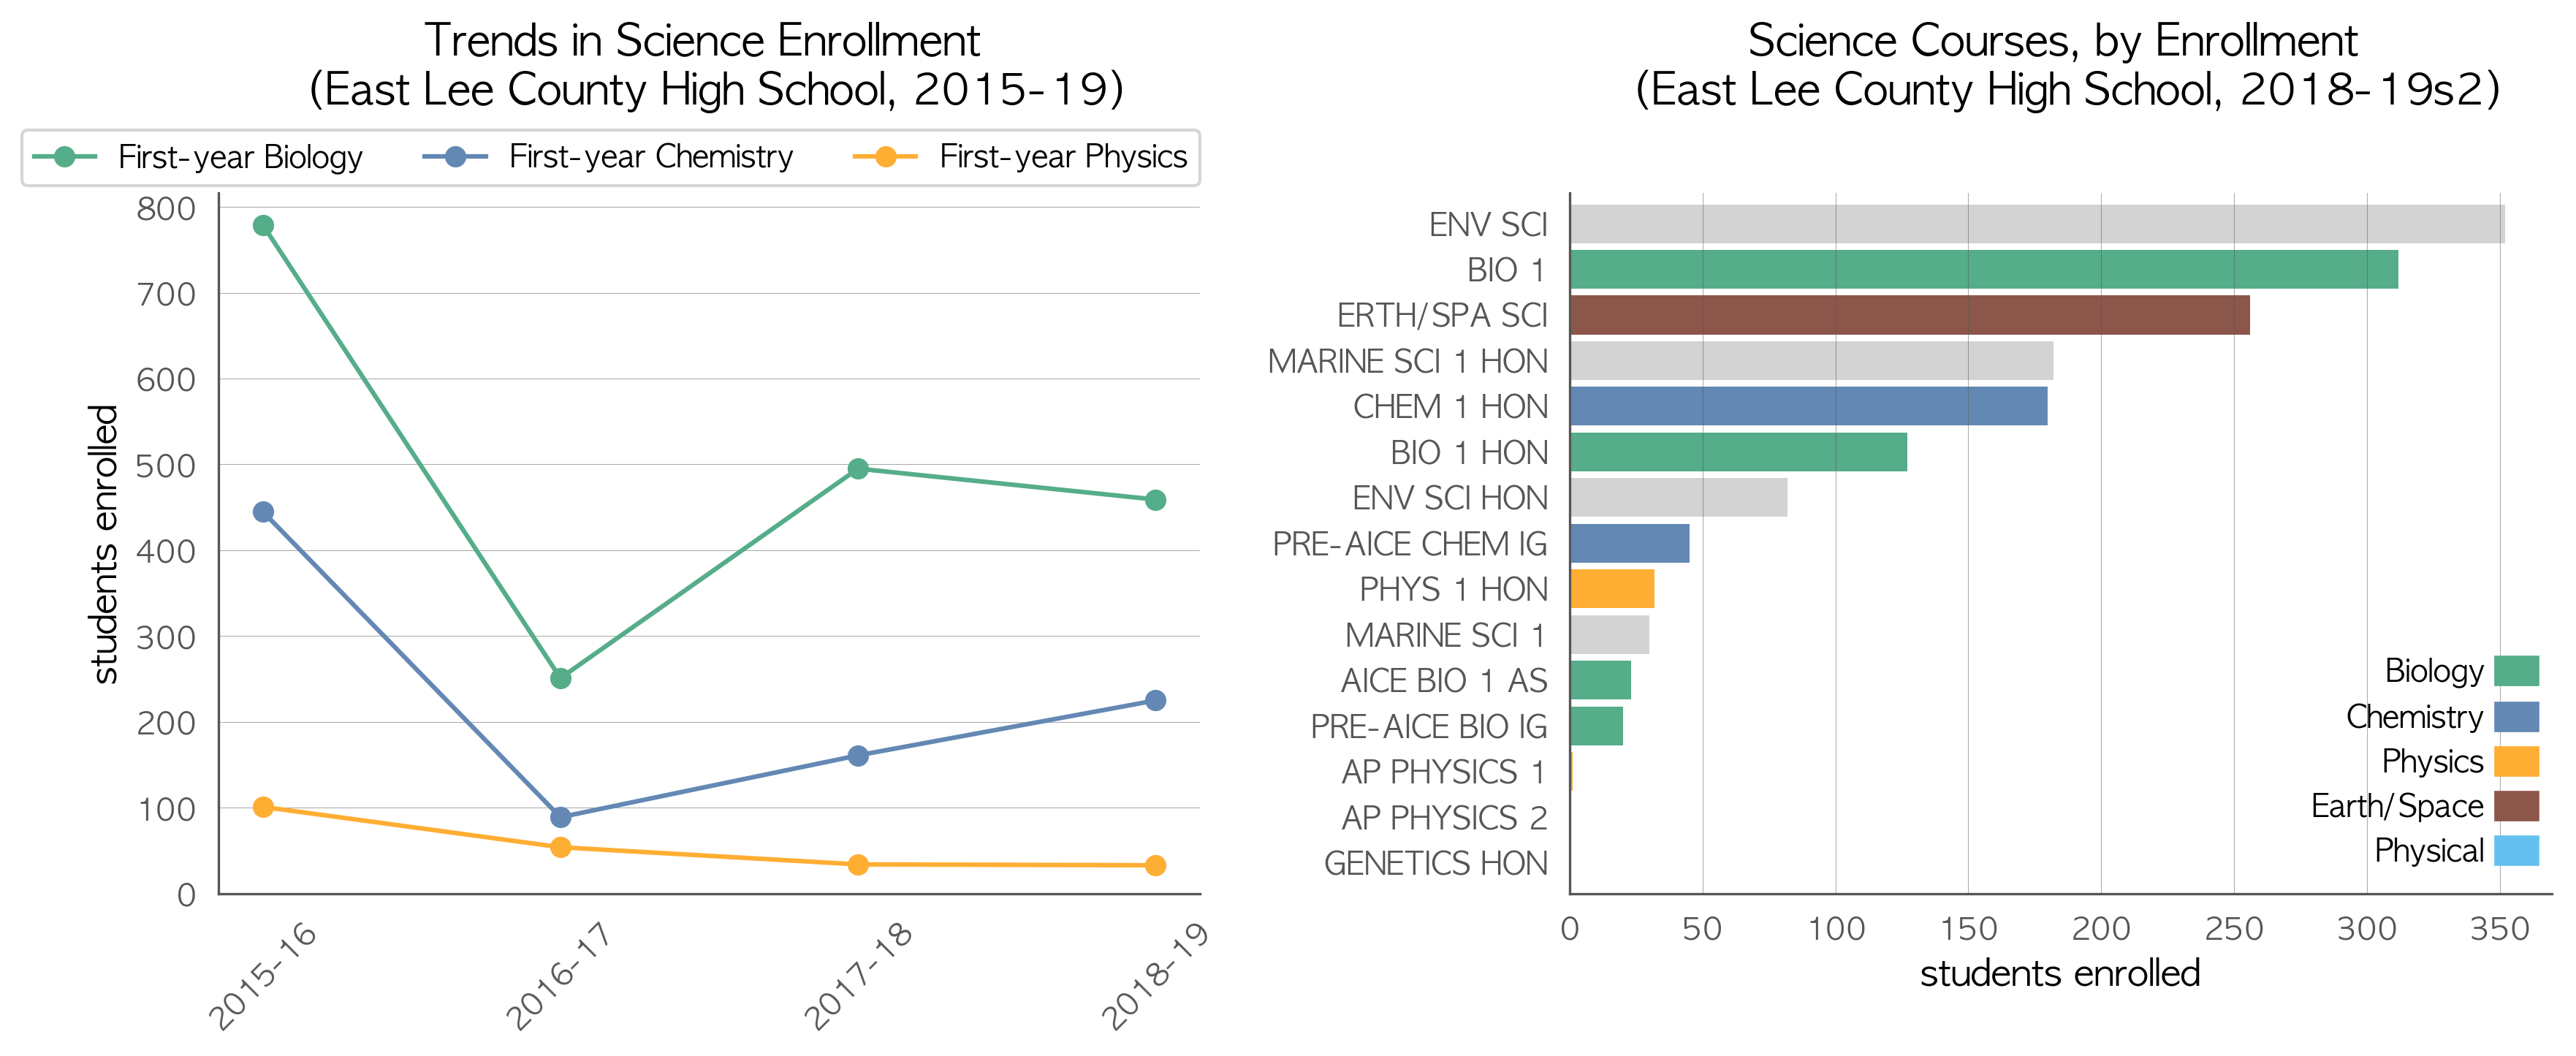 Trends in Science Enrollment
(East Lee County High School, 2015-19)
First-year Biology
First-year Chemistry
First-year Physics
800
700
600
500
400
300
200
100
0
students enrolled
2015-16
2016-17
2017-18
2018-19
Science Courses, by Enrollment
(East Lee County High School, 2018-19s2)
ENV SCI
BIO 1
ERTH/SPA SCI
MARINE SCI 1 HON
CHEM 1 HON
BIO 1 HON
ENV SCI HON
PRE-AICE CHEM IG
PHYS 1 HON
MARINE SCI 1
AICE BIO 1 AS
PRE-AICE BIO IG
AP PHYSICS 1
AP PHYSICS 2
GENETICS HON
Biology
Chemistry
Physics
Earth/Space
Physical
0
50
100
150
200
250
300
350
students enrolled